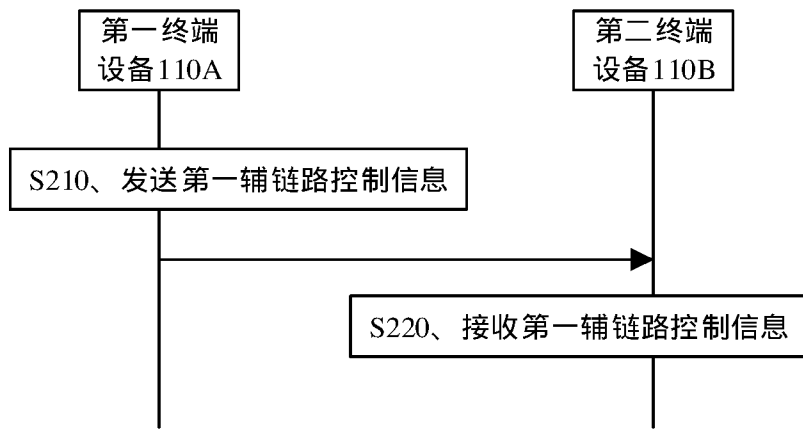 第一终端
设备110A
第二终端
设备110B
S210、发送第一辅链路控制信息
S220、接收第一辅链路控制信息